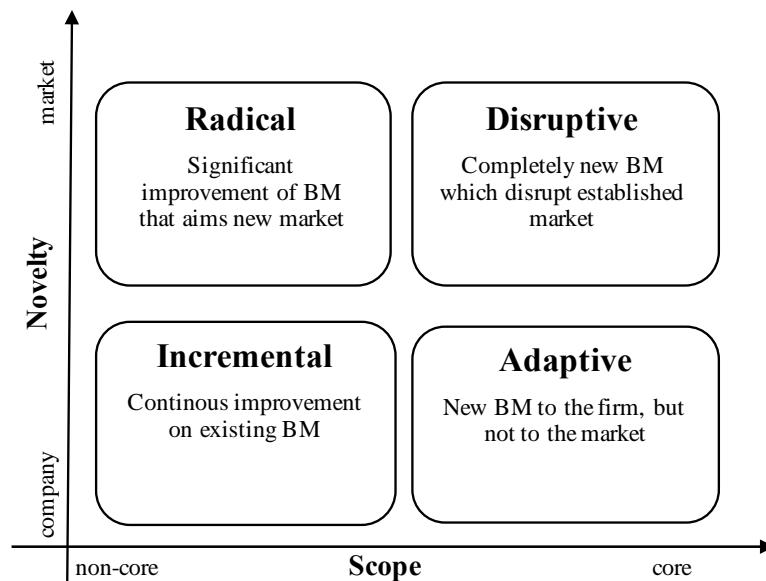 market
Radical
Significant
improvement of BM
that aims new market
Disruptive
Completely new BM
which disrupt established
market
Novelty
Incremental
Continous improvement
on existing BM
Adaptive
New BM to the firm, but
not to the market
company
non-core
Scope
core